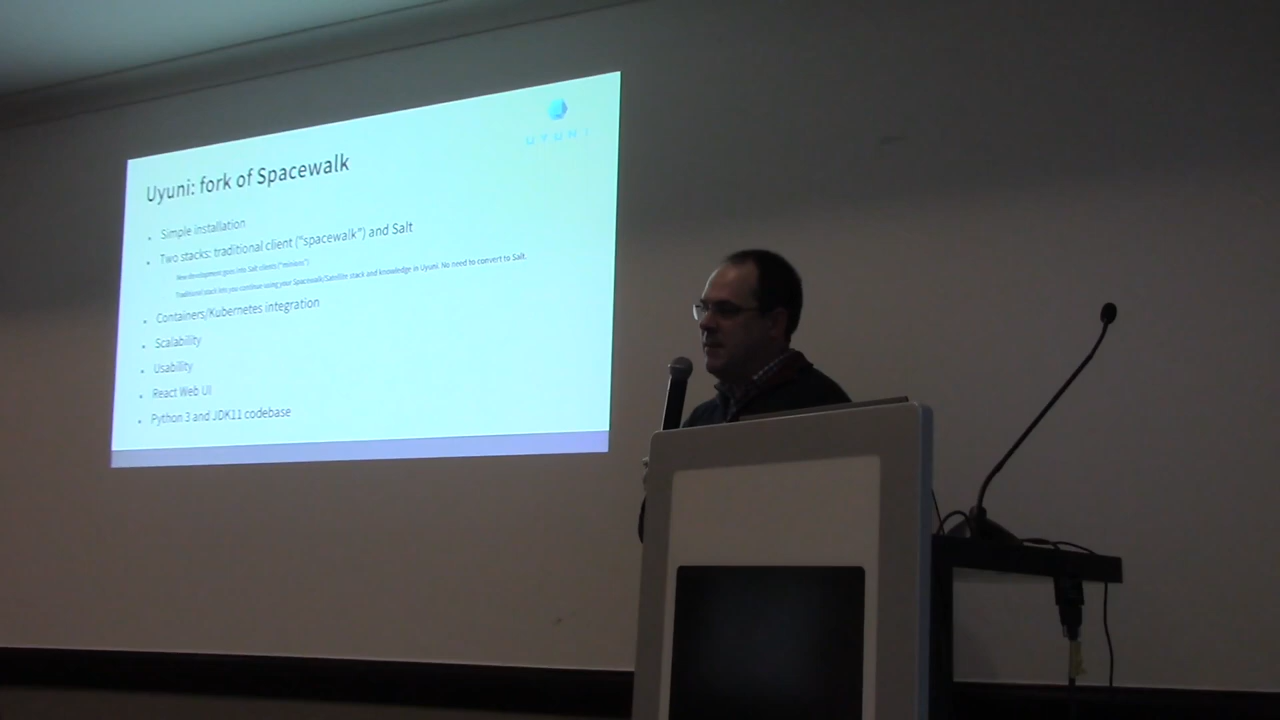 UYUNI
Uyuni: fork of Spacewalk
Simple installation
Two stacks: traditional client ("spacewalk") and Salt
New development goes into Salt clients ("minions")
Traditional stack lets you continue using your Spacewalk/Satellite stack and knowledge in Uyuni. No need to convert to Salt.
Containers/Kubernetes integration
Scalability
Usability
React Web UI
Python 3 and JDK11 codebase